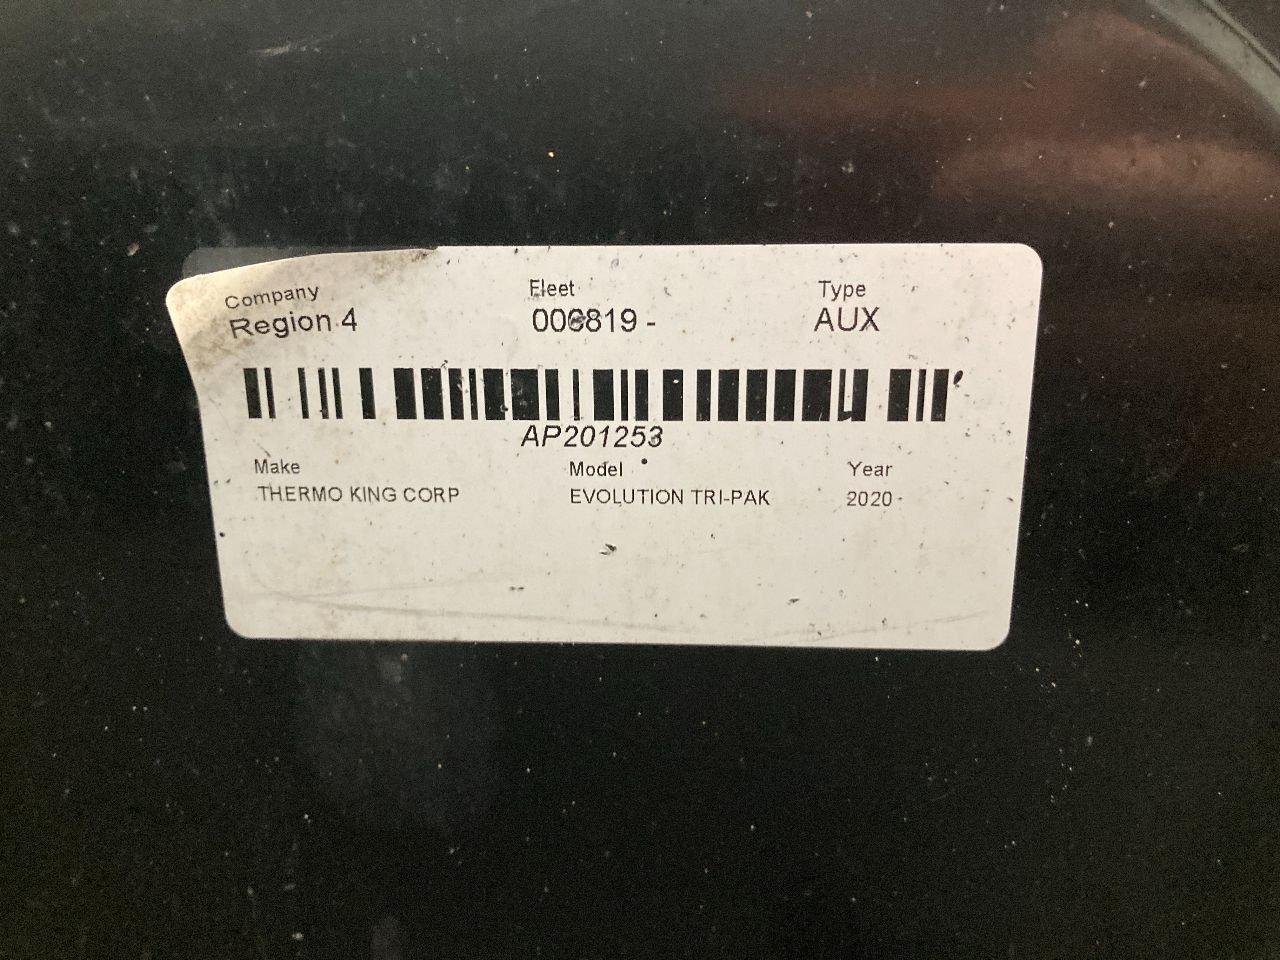 Company Fleet Type
Region 4 006819 - AUX
AP201253
Make Model Year
THERMO KING CORP EVOLUTION TRI-PAK 2020